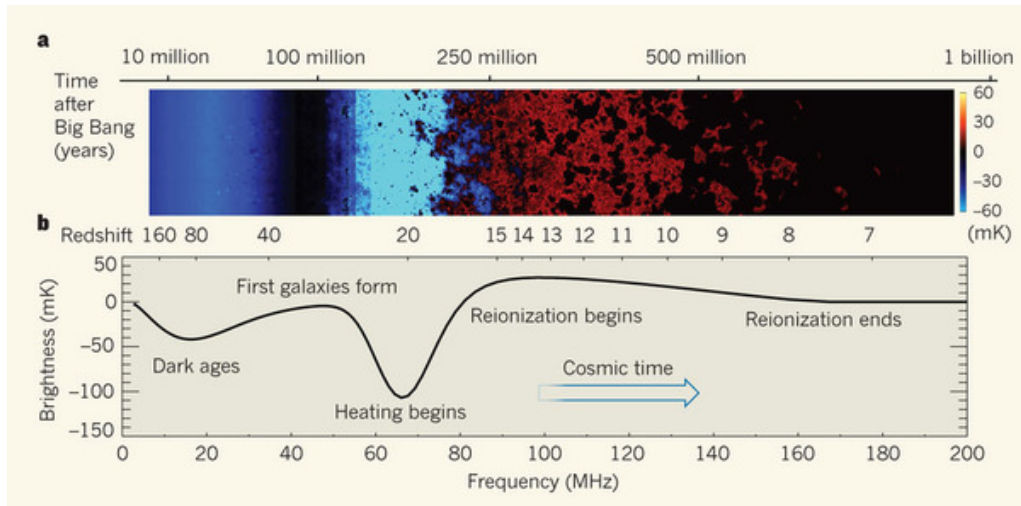 a
10 million 100 million 250 million 500 million 1 billion
Time
after
Big Bang
(years)
60
30
0
−30
−60
(mK)
b
Redshift 160 80 40 20 15 14 13 12 11 10 9 8 7
Brightness (mK)
50
0
−50
−100
−150
First galaxies form
Reionization begins
Reionization ends
Dark ages
Cosmic time
Heating begins
0 20 40 60 80 100 120 140 160 180 200
Frequency (MHz)